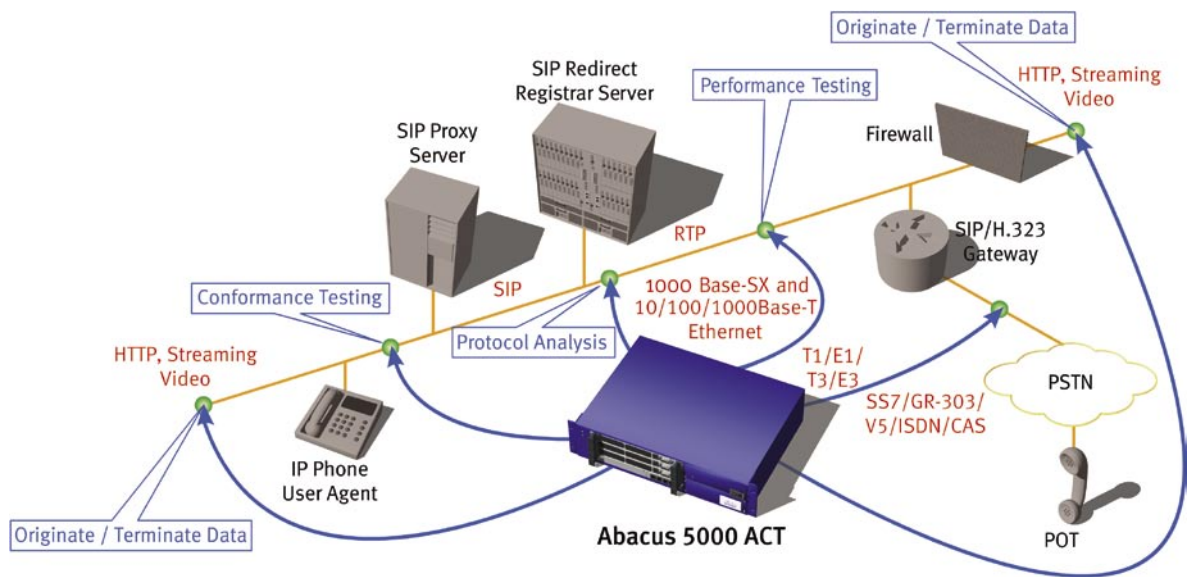 Originate / Terminate Data
HTTP, Streaming
Video
SIP Redirect
Registrar Server
Performance Testing
Firewall
SIP Proxy
Server
RTP
SIP/H.323
Gateway
Conformance Testing
SIP
1000 Base-SX and
10/100/1000Base-T
Ethernet
Protocol Analysis
HTTP, Streaming
Video
T1/E1/
T3/E3
PSTN
SS7/GR-303/
V5/ISDN/CAS
IP Phone
User Agent
Originate / Terminate Data
Abacus 5000 ACT
POT